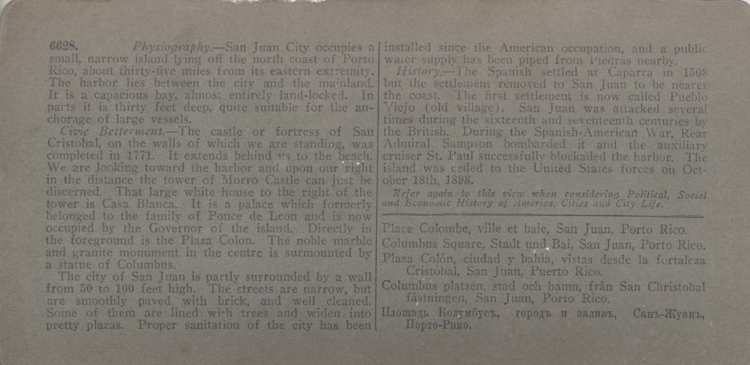 6628. Physiography.—San Juan City occupies a
small, narrow island lying off the north coast of Porto
Rico, about thirty-five miles from its eastern extremity.
The harbor lies between the city and the mainland.
It is a capacious bay, almost entirely land-locked. In
parts it is thirty feet deep, quite suitable for the an-
chorage of large vessels.
Civic Betterment.—The castle or fortress of San
Cristobal, on the walls of which we are standing, was
completed in 1771. It extends behind us to the beach.
We are looking toward the harbor and upon our right
in the distance the tower of Morro Castle can just be
discerned. That large white house to the right of the
tower is Casa Blanca. It is a palace which formerly
belonged to the family of Ponce de Leon and is now
occupied by the Governor of the island. Directly in
the foreground is the Plaza Colon. The noble marble
and granite monument in the centre is surmounted by
a statue of Columbus.
The city of San Juan is partly surrounded by a wall
from 50 to 100 feet high. The streets are narrow, but
are smoothly paved with brick, and well cleaned.
Some of them are lined with trees and widen into
pretty plazas. Proper sanitation of the city has been
installed since the American occupation, and a public
water supply has been piped from Piedras nearby.
History.—The Spanish settled at Caparca in 1508
but the settlement removed to San Juan to be nearer
the coast. The first settlement is now called Pueblo
Viejo (old village). San Juan was attacked several
times during the sixteenth and seventeenth centuries by
the British. During the Spanish-American War, Rear
Admiral Sampson bombarded it and the auxiliary
cruiser St. Paul successfully blockaded the harbor. The
island was ceded to the United States forces on Oct-
ober 18th, 1898.
Refer again to this view when considering Political, Social
and Economic History of America, Cities and City Life.
Place Colombe, ville et baie, San Juan, Porto Rico.
Columbus Square, Stadt und Bai, San Juan, Porto Rico.
Plaza Colón, ciudad y bahia, vistas desde la fortaleza
Cristóbal, San Juan, Puerto Rico.
Columbus platsen, stad och hamn, från San Christobal
fästningen, San Juan, Porto Rico.
Площадь Колумбусъ, городъ и заливъ, Санъ-Жуанъ,
Порто-Рико.